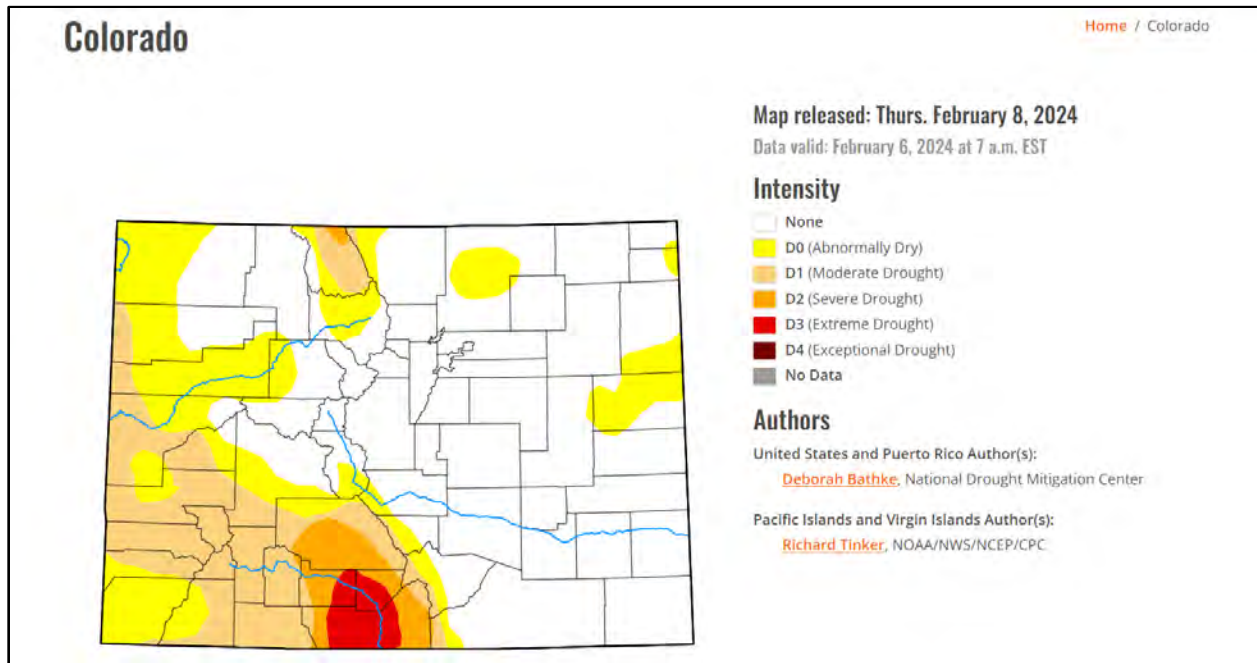 Colorado
Home / Colorado
Map released: Thurs. February 8, 2024
Data valid: February 6, 2024 at 7 a.m. EST
Intensity
None
D0 (Abnormally Dry)
D1 (Moderate Drought)
D2 (Severe Drought)
D3 (Extreme Drought)
D4 (Exceptional Drought)
No Data
Authors
United States and Puerto Rico Author(s):
Deborah Bathke, National Drought Mitigation Center
Pacific Islands and Virgin Islands Author(s):
Richard Tinker, NOAA/NWS/NCEP/CPC